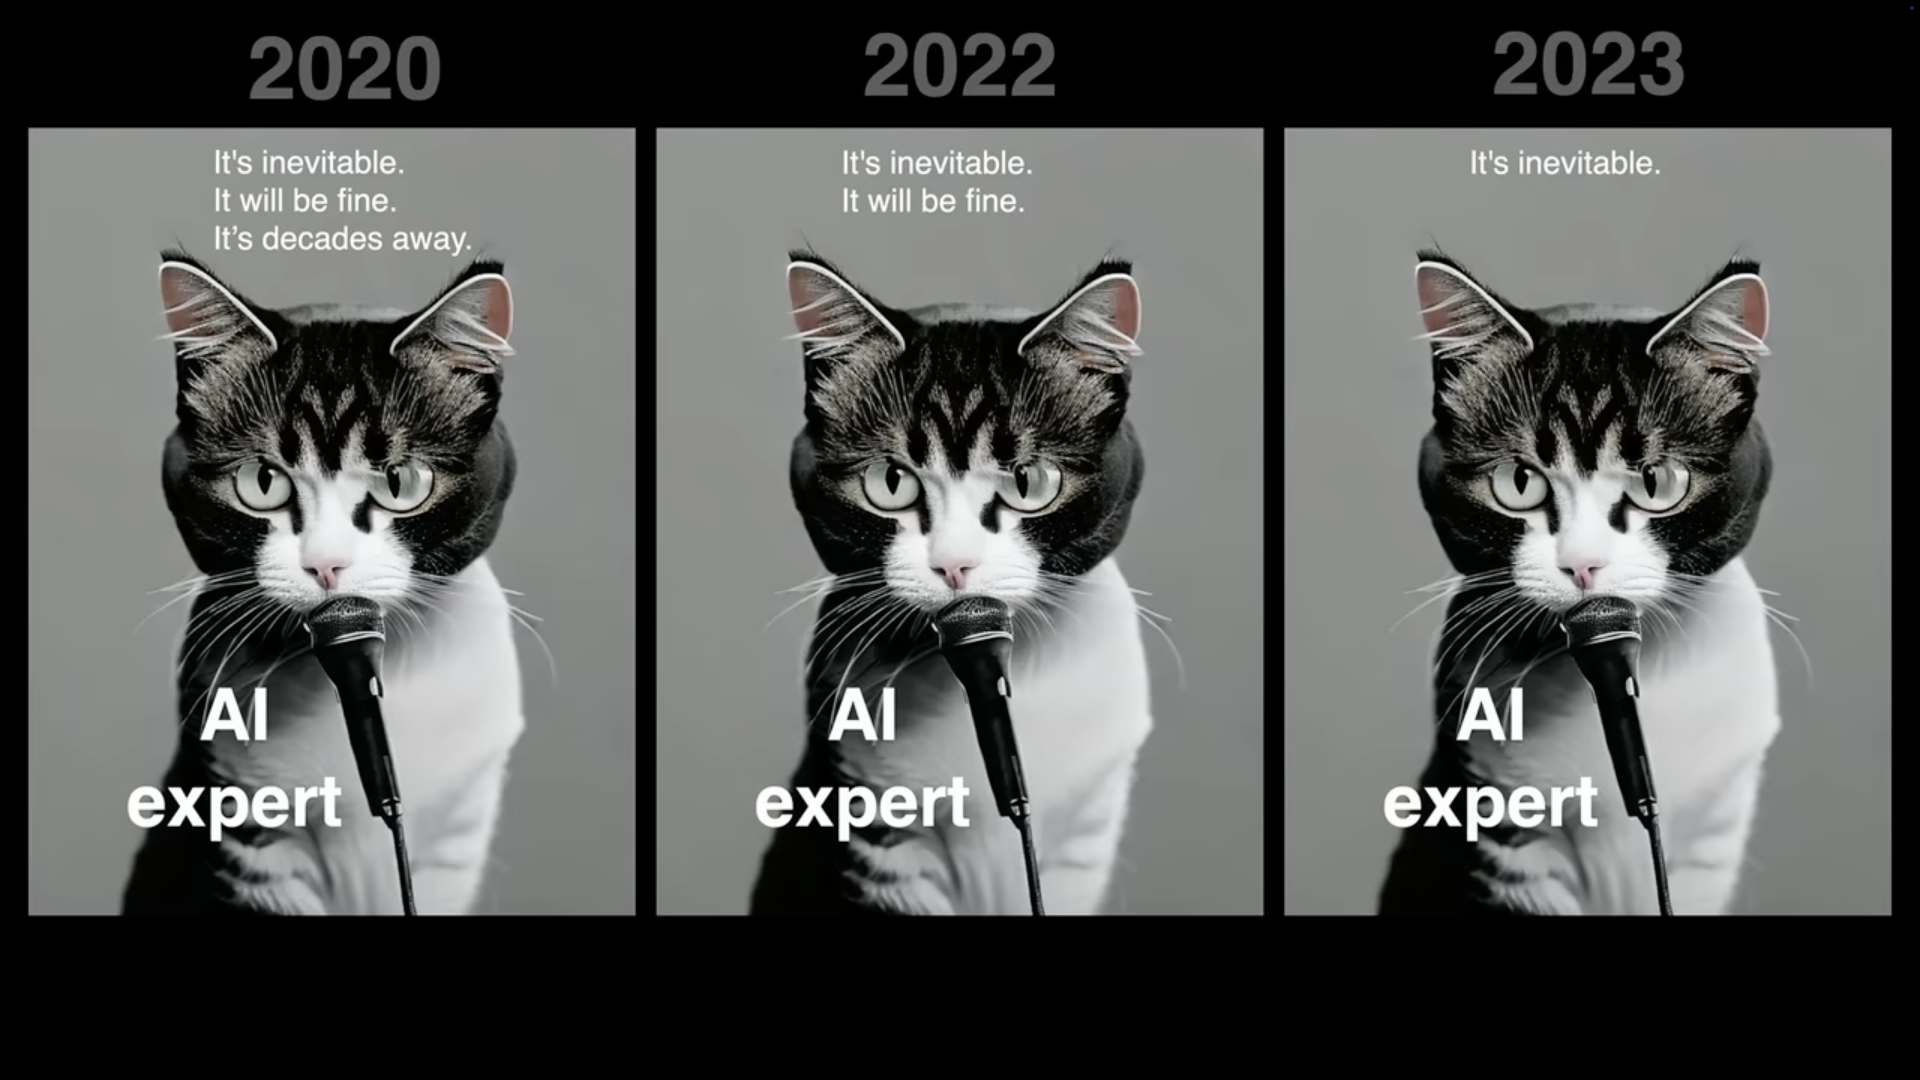 2020
It's inevitable.
It will be fine.
It’s decades away.
AI
expert
2022
It's inevitable.
It will be fine.
AI
expert
2023
It's inevitable.
AI
expert